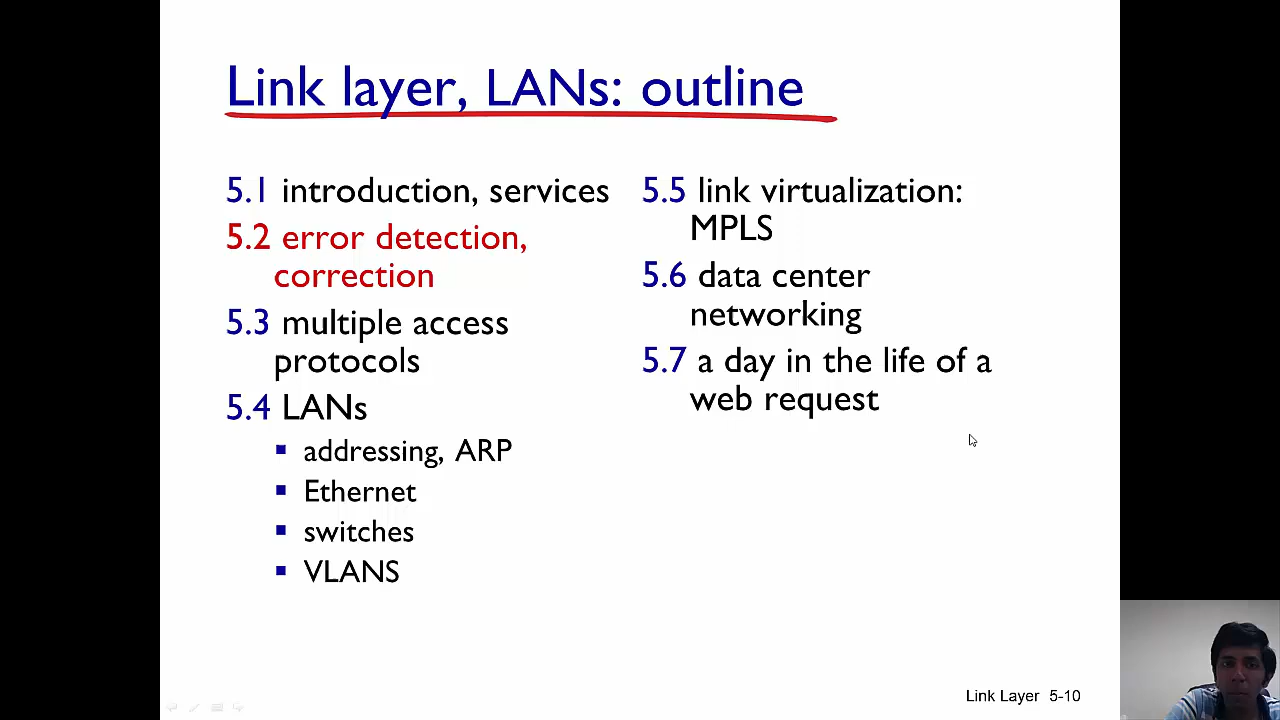 Link layer, LANs: outline
5.1 introduction, services
5.2 error detection,
correction
5.3 multiple access
protocols
5.4 LANs
▪ addressing, ARP
▪ Ethernet
▪ switches
▪ VLANS
5.5 link virtualization:
MPLS
5.6 data center
networking
5.7 a day in the life of a
web request
Link Layer 5-10